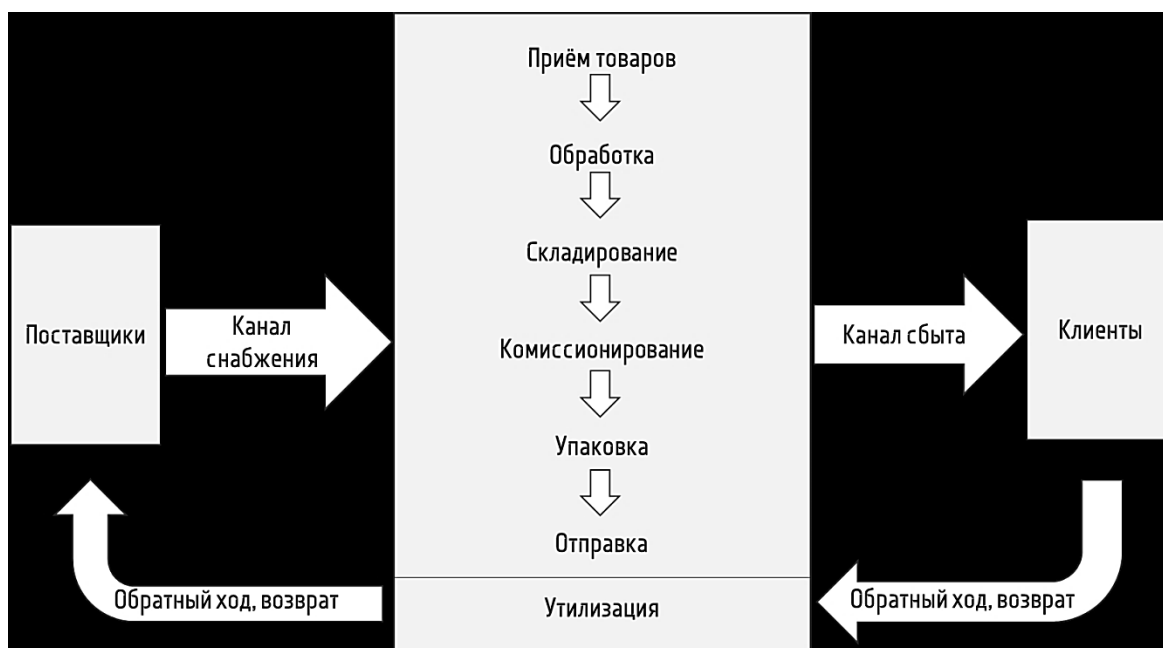 Приём товаров
Обработка
Складирование
Комиссионирование
Упаковка
Отправка
Утилизация
Поставщики
Канал
снабжения
Канал сбыта
Клиенты
Обратный ход, возврат
Обратный ход, возврат